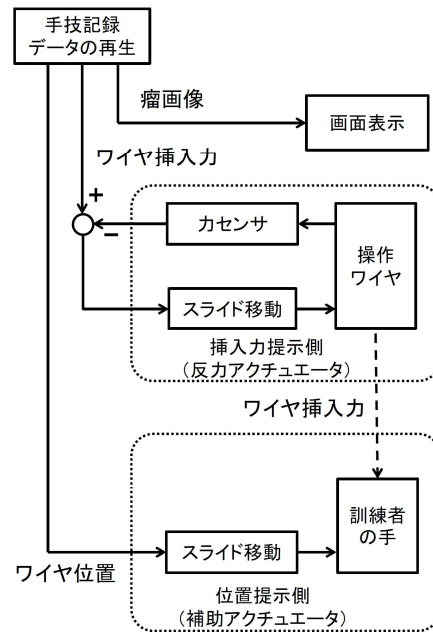 手技記録
データの再生
瘤画像
画面表示
ワイヤ挿入力
+
−
力センサ
操作
ワイヤ
スライド移動
挿入力提示側
(反力アクチュエータ)
ワイヤ挿入力
訓練者
の手
スライド移動
ワイヤ位置
位置提示側
(補助アクチュエータ)